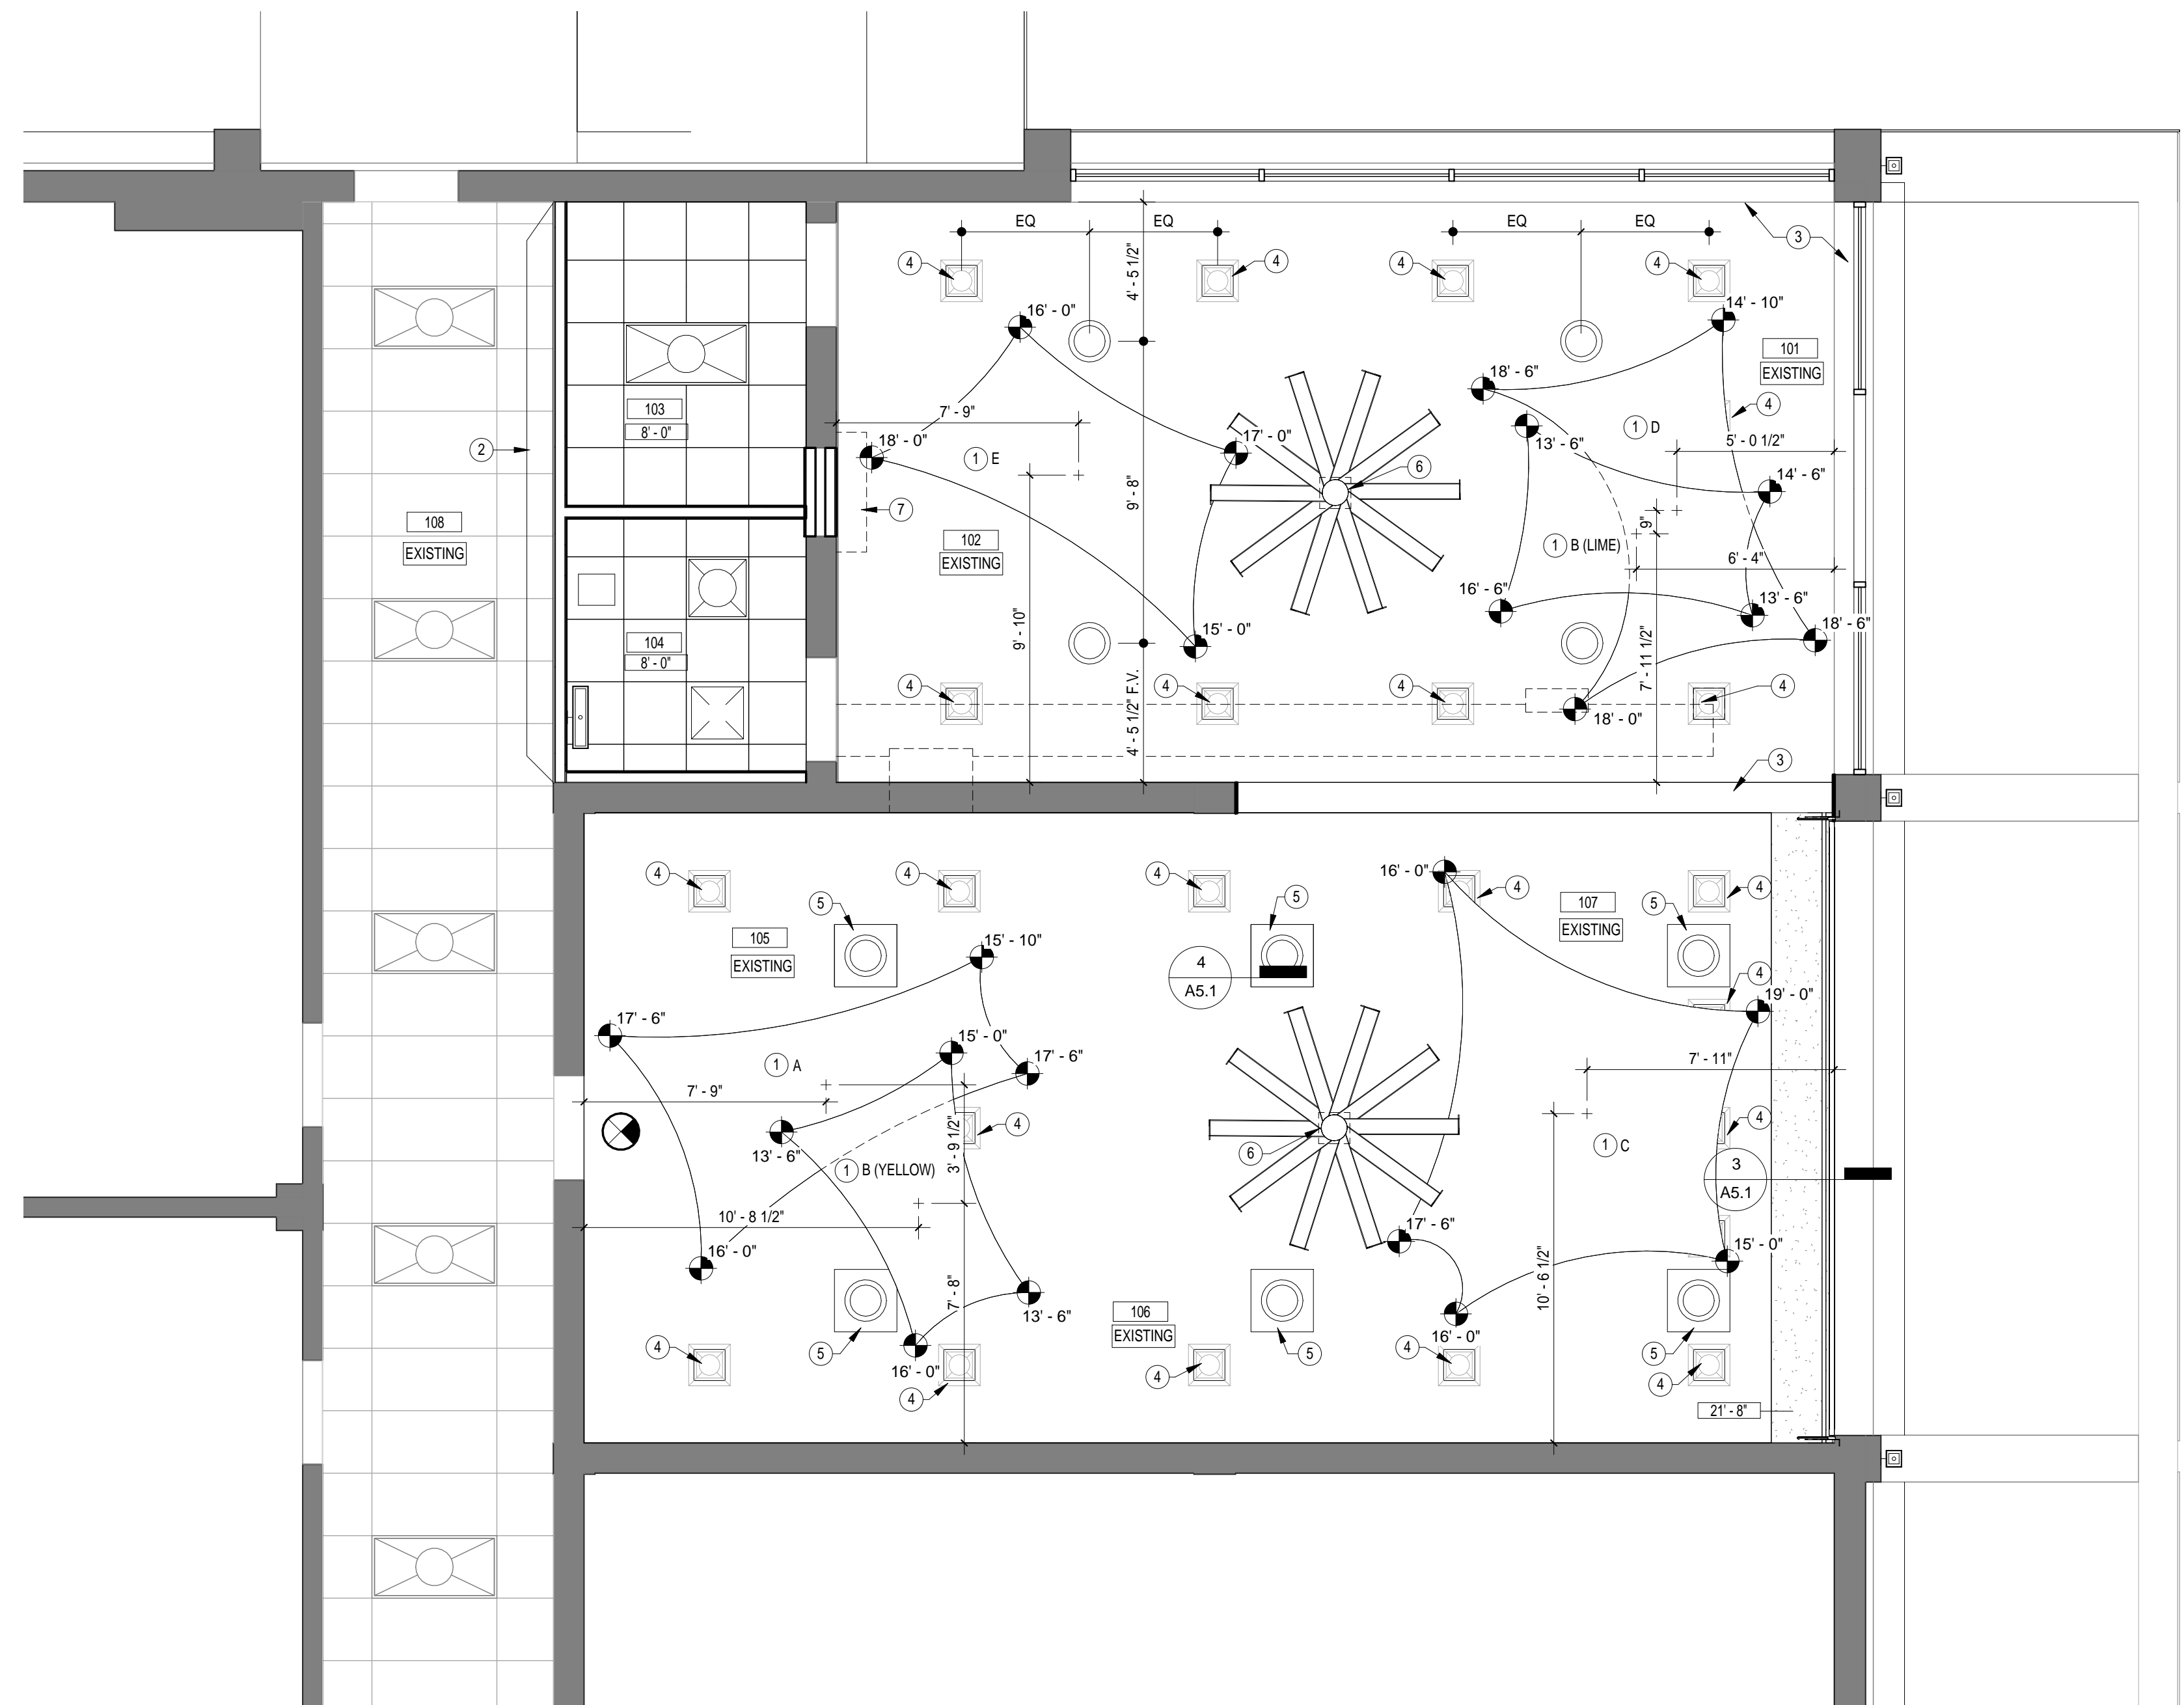 EQ
EQ
EQ
EQ
3
4
4
4
4
4' - 5 1/2"
14' - 10"
16' - 0"
101
EXISTING
18' - 6"
4
103
8' - 0"
7' - 9"
1 D
2
18' - 0"
17' - 0"
13' - 6"
5' - 0 1/2"
1 E
6
14' - 6"
9' - 8"
7
108
EXISTING
102
EXISTING
9"
1 B (LIME)
6' - 4"
16' - 6"
13' - 6"
18' - 6"
9' - 10"
15' - 0"
104
8' - 0"
7' - 11 1/2"
4
4
4
4
4' - 5 1/2" F.V.
18' - 0"
3
4
4
4
16' - 0"
4
4
5
5
107
EXISTING
5
105
EXISTING
15' - 10"
4
A5.1
4
19' - 0"
17' - 6"
15' - 0"
17' - 6"
7' - 11"
1 A
7' - 9"
4
4
13' - 6"
3' - 9 1/2"
6
1 C
1 B (YELLOW)
3
A5.1
10' - 8 1/2"
17' - 6"
16' - 0"
15' - 0"
10' - 6 1/2"
7' - 8"
13' - 6"
106
EXISTING
16' - 0"
4
5
5
4
5
16' - 0"
4
4
4
21' - 8"